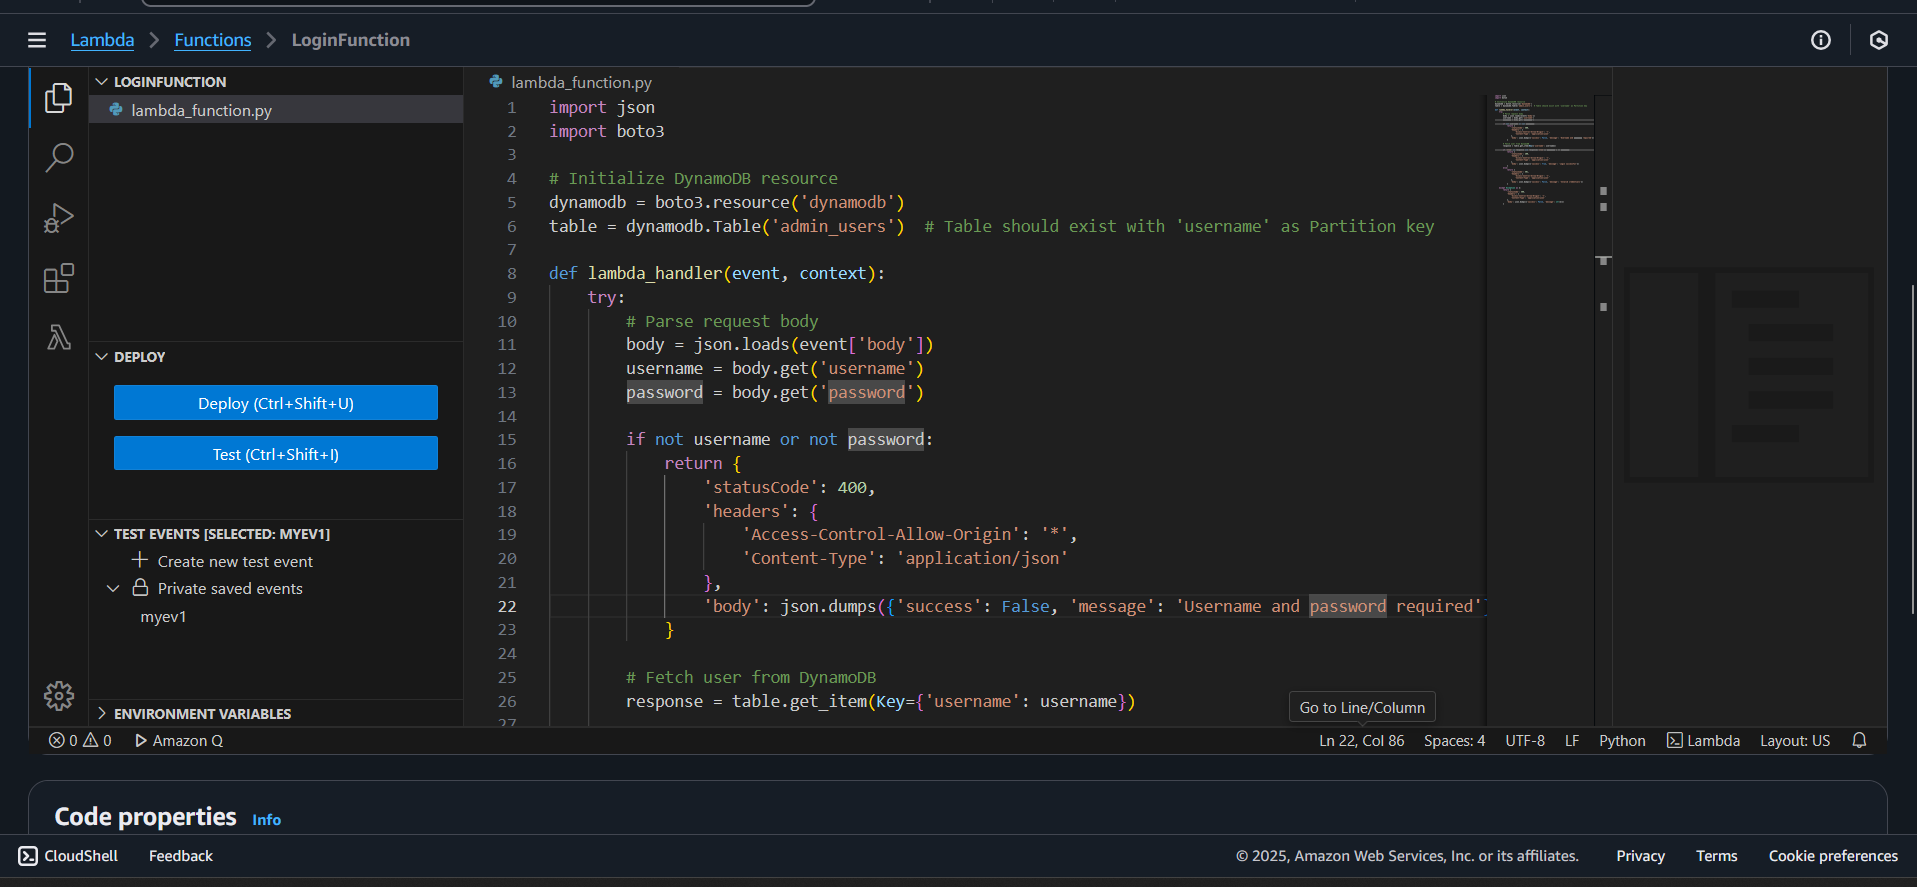 Lambda > Functions > LoginFunction
LOGINFUNCTION
lambda_function.py
DEPLOY
Deploy (Ctrl+Shift+U)
Test (Ctrl+Shift+I)
TEST EVENTS [SELECTED: MYEV1]
Create new test event
Private saved events
myev1
ENVIRONMENT VARIABLES
lambda_function.py
1 import json
2 import boto3
3
4 # Initialize DynamoDB resource
5 dynamodb = boto3.resource('dynamodb')
6 table = dynamodb.Table('admin_users')  # Table should exist with 'username' as Partition key
7
8 def lambda_handler(event, context):
9     try:
10         # Parse request body
11         body = json.loads(event['body'])
12         username = body.get('username')
13         password = body.get('password')
14
15         if not username or not password:
16             return {
17                 'statusCode': 400,
18                 'headers': {
19                     'Access-Control-Allow-Origin': '*',
20                     'Content-Type': 'application/json'
21                 },
22                 'body': json.dumps({'success': False, 'message': 'Username and password required'}
23             }
24
25         # Fetch user from DynamoDB
26         response = table.get_item(Key={'username': username})
27
Go to Line/Column
0 0 Amazon Q
Ln 22, Col 86 Spaces: 4 UTF-8 LF Python Lambda Layout: US
Code properties Info
CloudShell Feedback
© 2025, Amazon Web Services, Inc. or its affiliates. Privacy Terms Cookie preferences